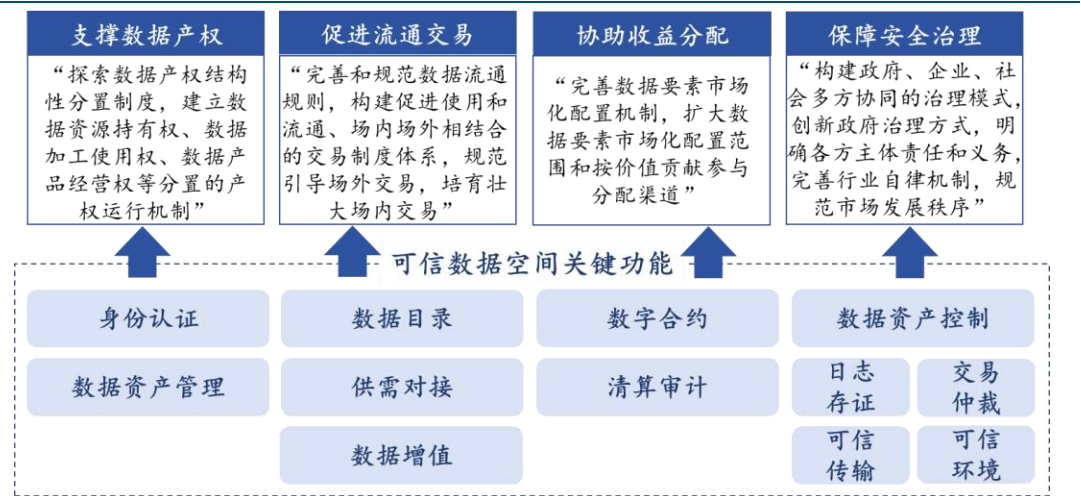 支撑数据产权
“探索数据产权结构
性分置制度，建立数
据资源持有权、数据
加工使用权、数据产
品经营权等分置的产
权运行机制”
促进流通交易
“完善和规范数据流通
规则，构建促进使用和
流通、场内场外相结合
的交易制度体系，规范
引导场外交易，培育壮
大场内交易”
协助收益分配
“完善数据要素市场
化配置机制，扩大数
据要素市场化配置范
围和按价值贡献参与
分配渠道”
保障安全治理
“构建政府、企业、社
会多方协同的治理模式，
创新政府治理方式，明
确各方主体责任和义务，
完善行业自律机制，规
范市场发展秩序”
可信数据空间关键功能
身份认证
数据资产管理
数据目录
供需对接
数据增值
数字合约
清算审计
数据资产控制
日志
存证
交易
仲裁
可信
传输
可信
环境